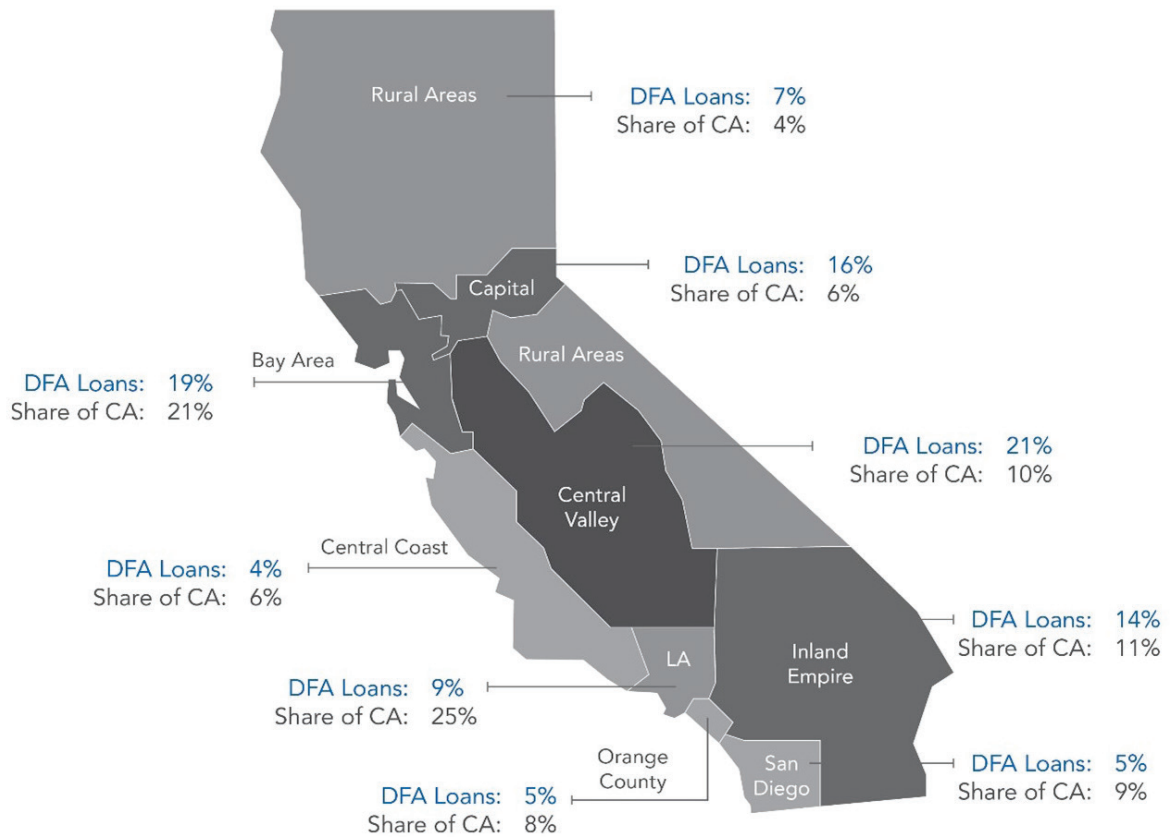 Rural Areas
DFA Loans: 7%
Share of CA: 4%
Capital
DFA Loans: 16%
Share of CA: 6%
Rural Areas
Bay Area
DFA Loans: 19%
Share of CA: 21%
DFA Loans: 21%
Share of CA: 10%
Central
Valley
Central Coast
DFA Loans: 4%
Share of CA: 6%
DFA Loans: 14%
Share of CA: 11%
Inland
Empire
LA
DFA Loans: 9%
Share of CA: 25%
Orange
County
DFA Loans: 5%
Share of CA: 8%
San
Diego
DFA Loans: 5%
Share of CA: 9%